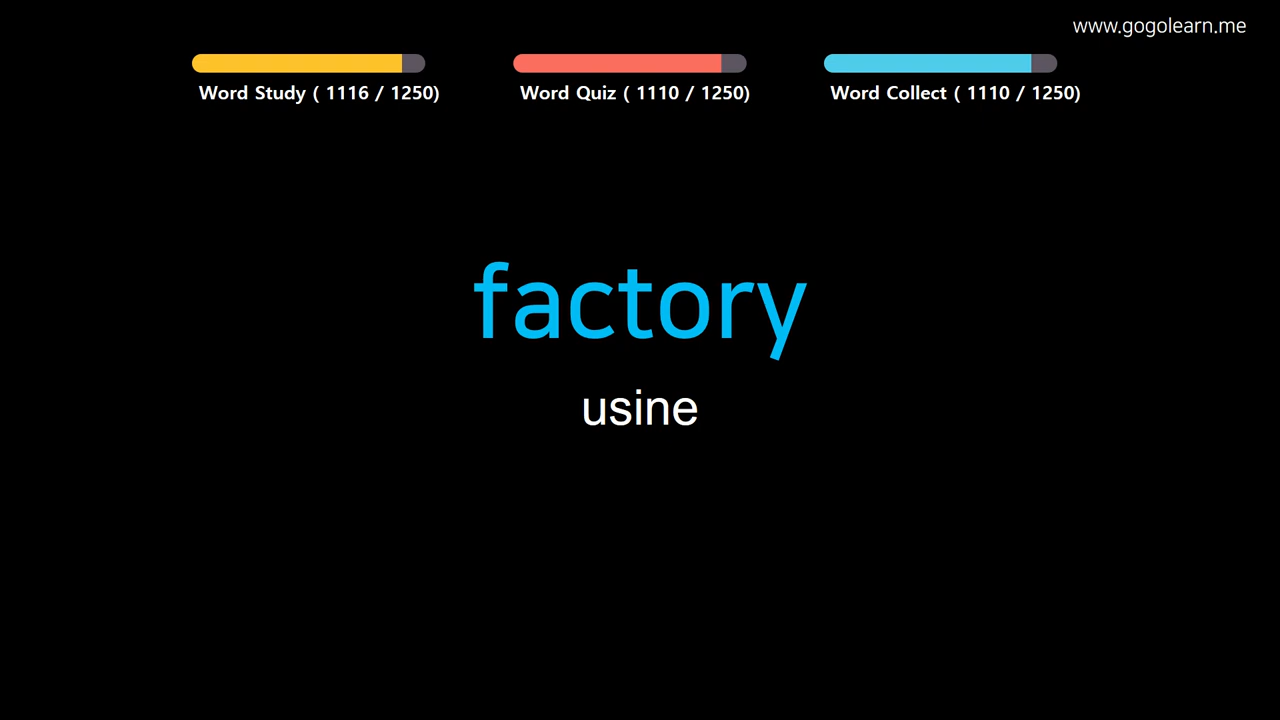 www.gogolearn.me
Word Study ( 1116 / 1250)
Word Quiz ( 1110 / 1250)
Word Collect ( 1110 / 1250)
factory
usine